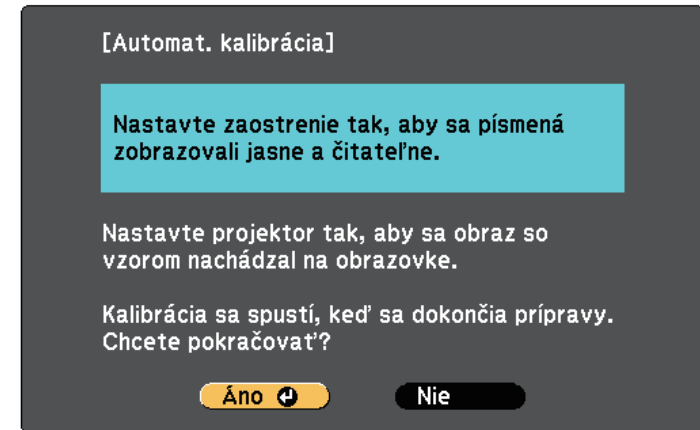 [Automat. kalibrácia]
Nastavte zaostrenie tak, aby sa písmená
zobrazovali jasne a čitateľne.
Nastavte projektor tak, aby sa obraz so
vzorom nachádzal na obrazovke.
Kalibrácia sa spustí, keď sa dokončia prípravy.
Chcete pokračovať?
Áno Nie